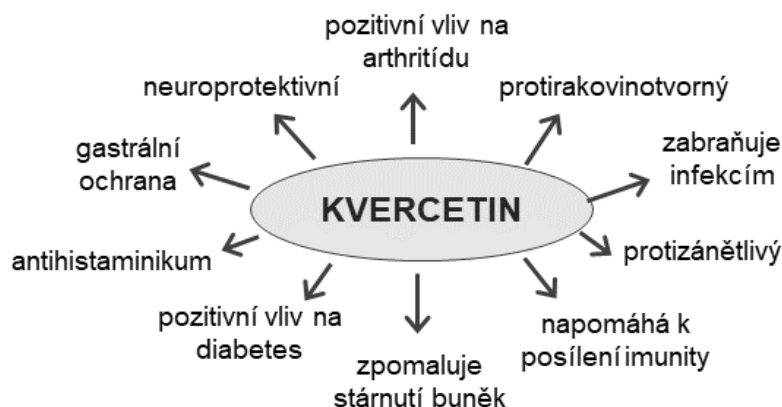 pozitivní vliv na
arthritídu
neuroprotektivní
protirakovinotvorný
gastrální
ochrana
zabraňuje
infekcím
KVERCETIN
antihistaminikum
protizánětlivý
pozitivní vliv na
diabetes
zpomaluje
stárnutí buněk
napomáhá k
posílení imunity